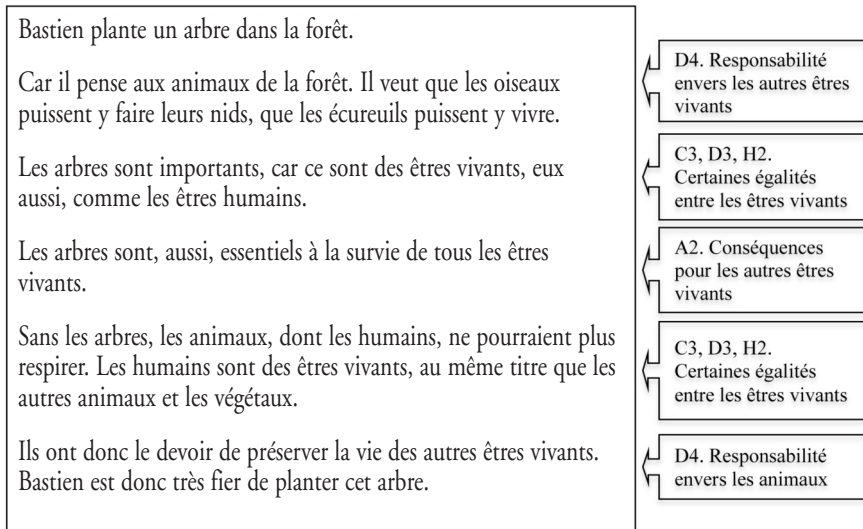 Bastien plante un arbre dans la forêt.
Car il pense aux animaux de la forêt. Il veut que les oiseaux
puissent y faire leurs nids, que les écureuils puissent y vivre.
Les arbres sont importants, car ce sont des êtres vivants, eux
aussi, comme les êtres humains.
Les arbres sont, aussi, essentiels à la survie de tous les êtres
vivants.
Sans les arbres, les animaux, dont les humains, ne pourraient plus
respirer. Les humains sont des êtres vivants, au même titre que les
autres animaux et les végétaux.
Ils ont donc le devoir de préserver la vie des autres êtres vivants.
Bastien est donc très fier de planter cet arbre.
D4. Responsabilité
envers les autres êtres
vivants
C3, D3, H2.
Certaines égalités
entre les êtres vivants
A2. Conséquences
pour les autres êtres
vivants
C3, D3, H2.
Certaines égalités
entre les êtres vivants
D4. Responsabilité
envers les animaux